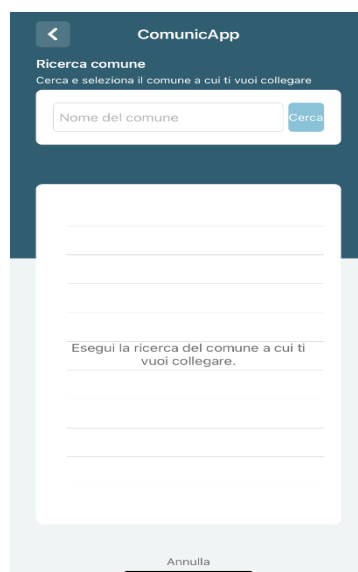 ComunicApp
Ricerca comune
Cerca e seleziona il comune a cui ti vuoi collegare
Nome del comune
Cerca
Esegui la ricerca del comune a cui ti
vuoi collegare.
Annulla